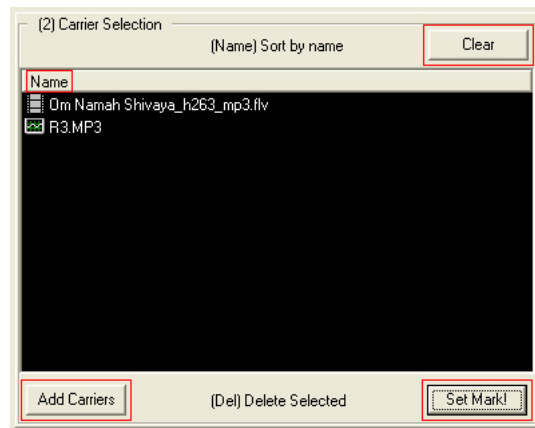 (2) Carrier Selection
(Name) Sort by name
Clear
Name
Om Namah Shivaya_h263_mp3.flv
R3.MP3
Add Carriers
(Del) Delete Selected
Set Mark!